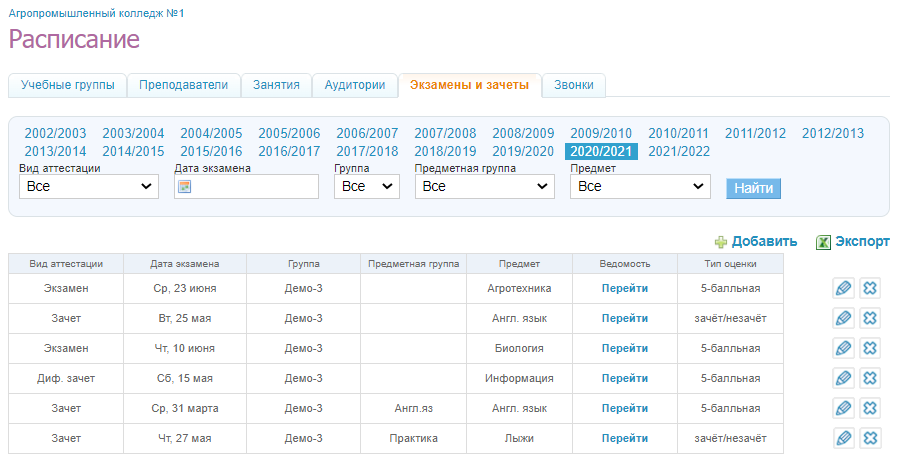 Агропромышленный колледж №1
Расписание
Учебные группы Преподаватели Занятия Аудитории Экзамены и зачеты Звонки
2002/2003 2003/2004 2004/2005 2005/2006 2006/2007 2007/2008 2008/2009 2009/2010 2010/2011 2011/2012 2012/2013
2013/2014 2014/2015 2015/2016 2016/2017 2017/2018 2018/2019 2019/2020 2020/2021 2021/2022
Вид аттестации Дата экзамена Группа Предметная группа Предмет
Все Все Все Все Найти
Добавить Экспорт
Вид аттестации Дата экзамена Группа Предметная группа Предмет Ведомость Тип оценки
Экзамен Ср, 23 июня Демо-3 Агротехника Перейти 5-балльная
Зачет Вт, 25 мая Демо-3 Англ. язык Перейти зачёт/незачёт
Экзамен Чт, 10 июня Демо-3 Биология Перейти 5-балльная
Диф. зачет Сб, 15 мая Демо-3 Информация Перейти 5-балльная
Зачет Ср, 31 марта Демо-3 Англ.яз Англ. язык Перейти 5-балльная
Зачет Чт, 27 мая Демо-3 Практика Лыжи Перейти зачёт/незачёт